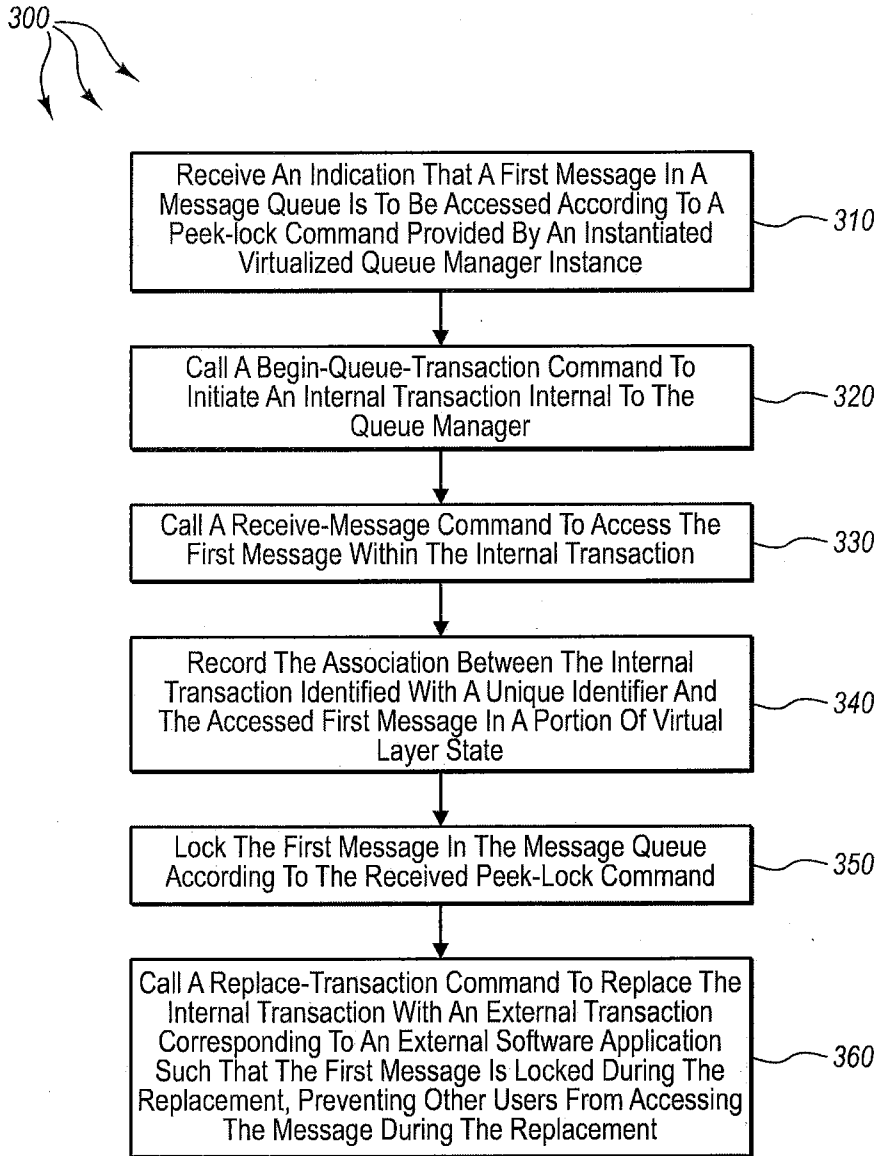 300
Receive An Indication That A First Message In A
Message Queue Is To Be Accessed According To A
Peek-lock Command Provided By An Instantiated
Virtualized Queue Manager Instance
310
Call A Begin-Queue-Transaction Command To
Initiate An Internal Transaction Internal To The
Queue Manager
320
Call A Receive-Message Command To Access The
First Message Within The Internal Transaction
330
Record The Association Between The Internal
Transaction Identified With A Unique Identifier And
The Accessed First Message In A Portion Of Virtual
Layer State
340
Lock The First Message In The Message Queue
According To The Received Peek-Lock Command
350
Call A Replace-Transaction Command To Replace The
Internal Transaction With An External Transaction
Corresponding To An External Software Application
Such That The First Message Is Locked During The
Replacement, Preventing Other Users From Accessing
The Message During The Replacement
360